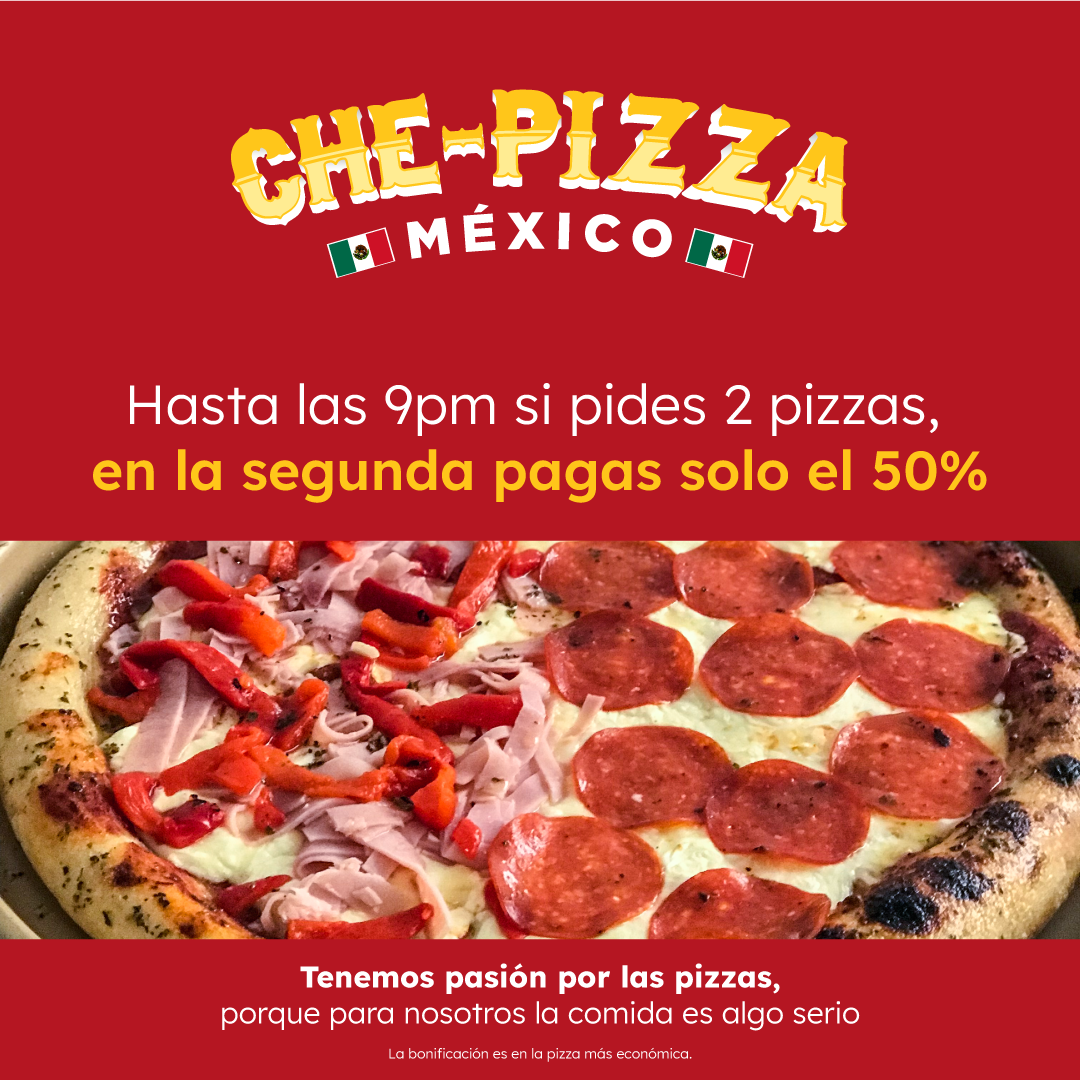 CHE-PIZZA
MÉXICO
Hasta las 9pm si pides 2 pizzas,
en la segunda pagas solo el 50%
Tenemos pasión por las pizzas,
porque para nosotros la comida es algo serio
La bonificación es en la pizza más económica.